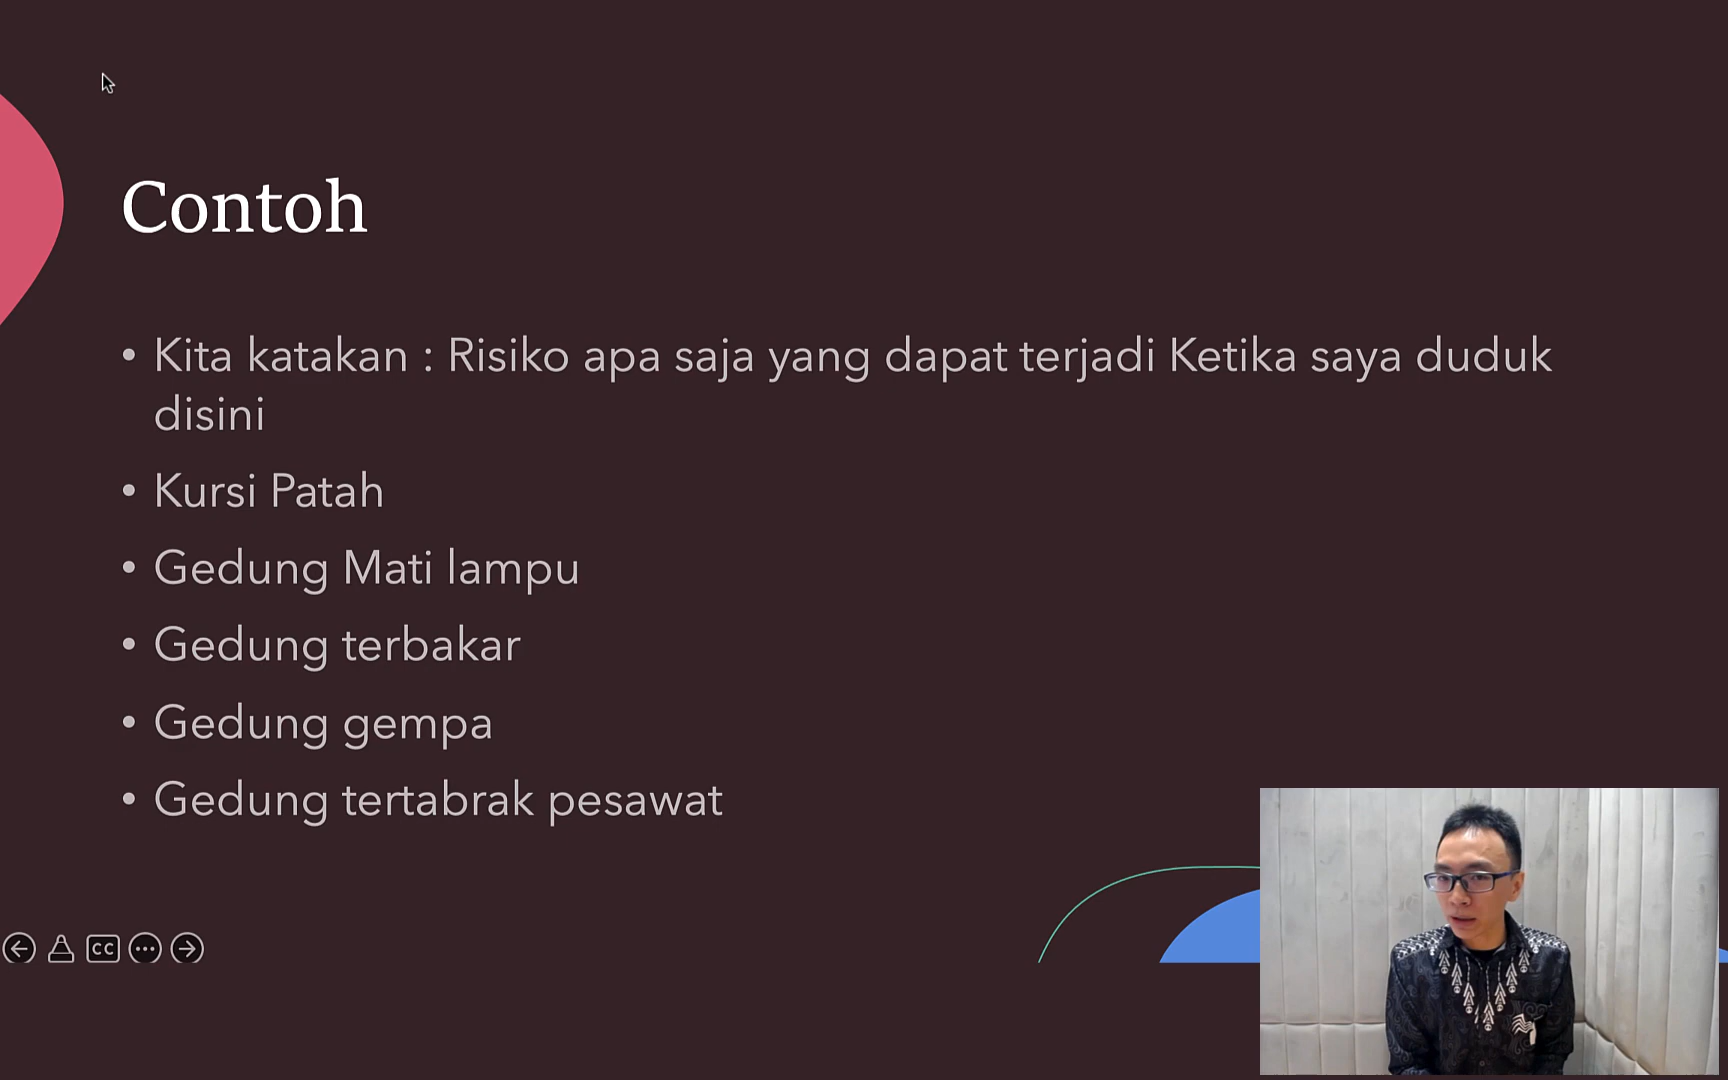 Contoh
• Kita katakan : Risiko apa saja yang dapat terjadi Ketika saya duduk
disini
• Kursi Patah
• Gedung Mati lampu
• Gedung terbakar
• Gedung gempa
• Gedung tertabrak pesawat
CC